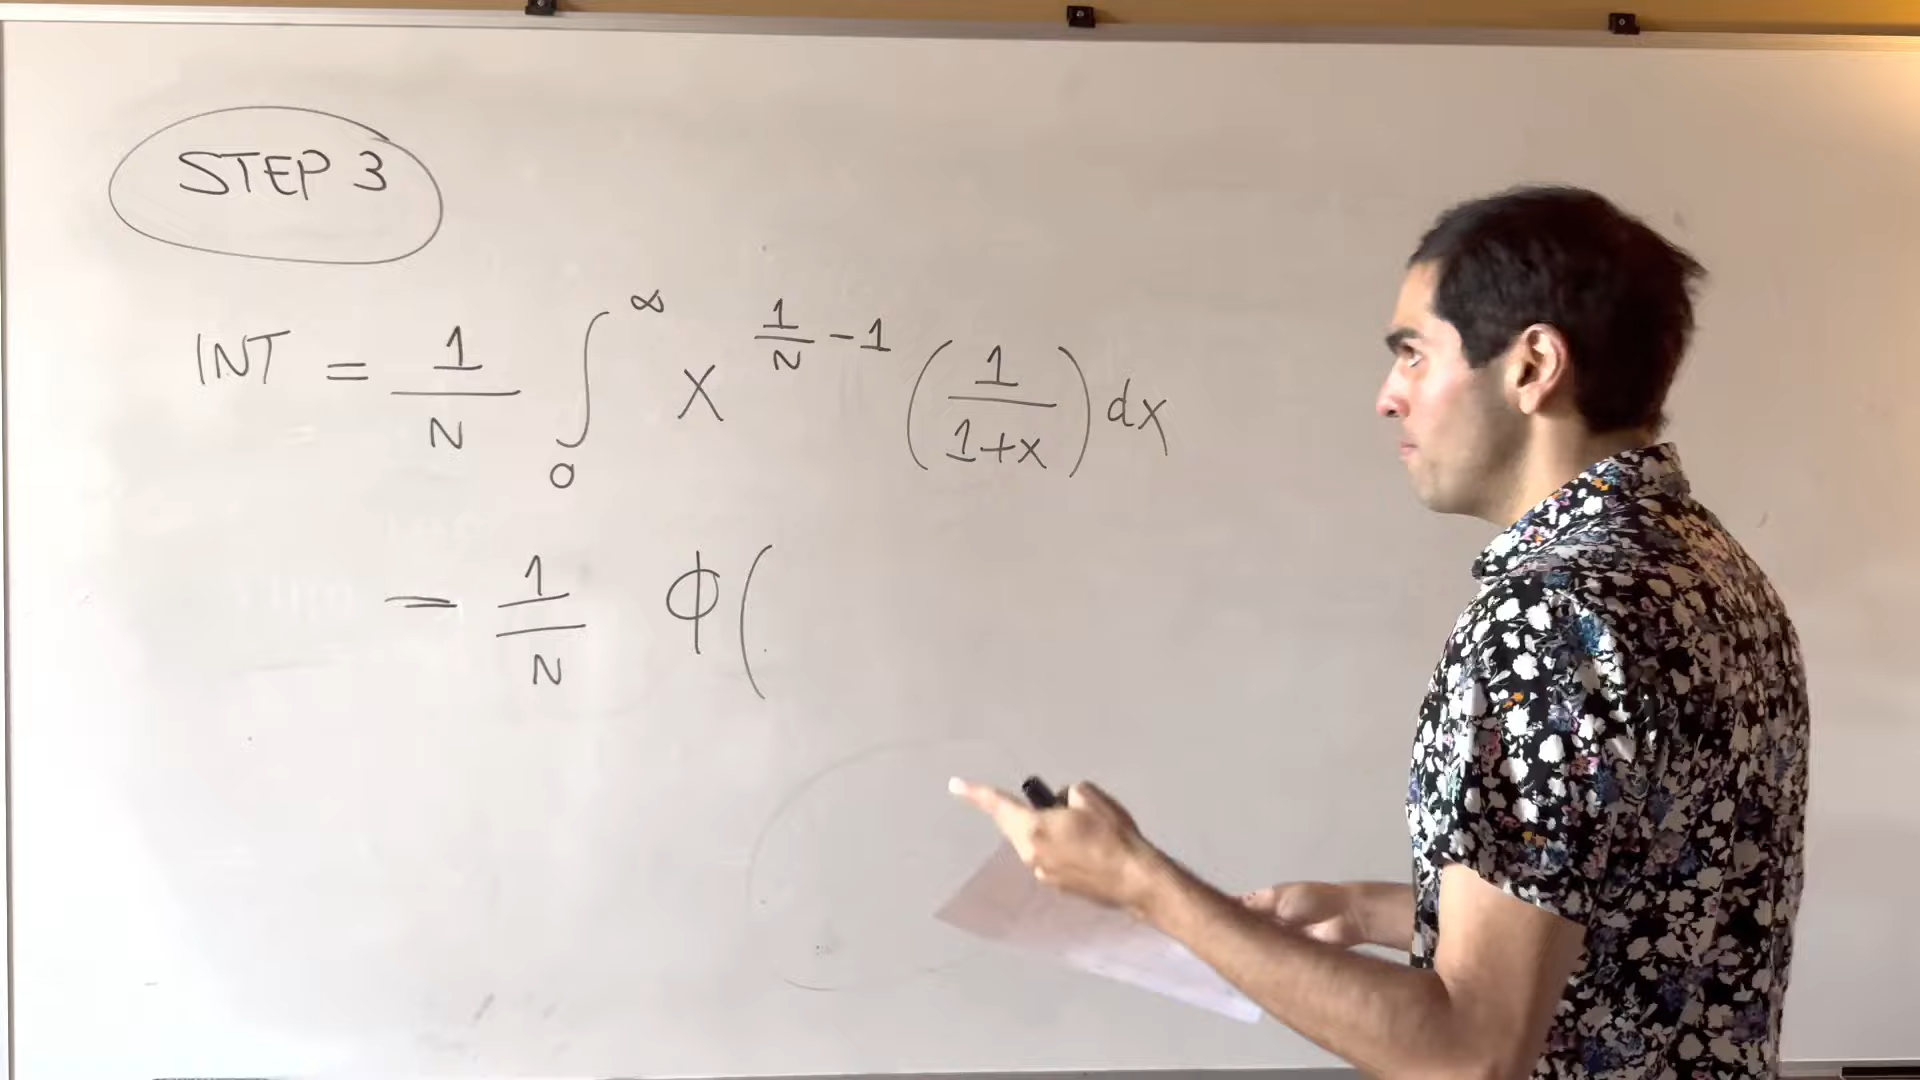 STEP 3
INT = 1/N ∫₀^∞ x^(1/N - 1) (1/(1+x)) dx
= 1/N φ(